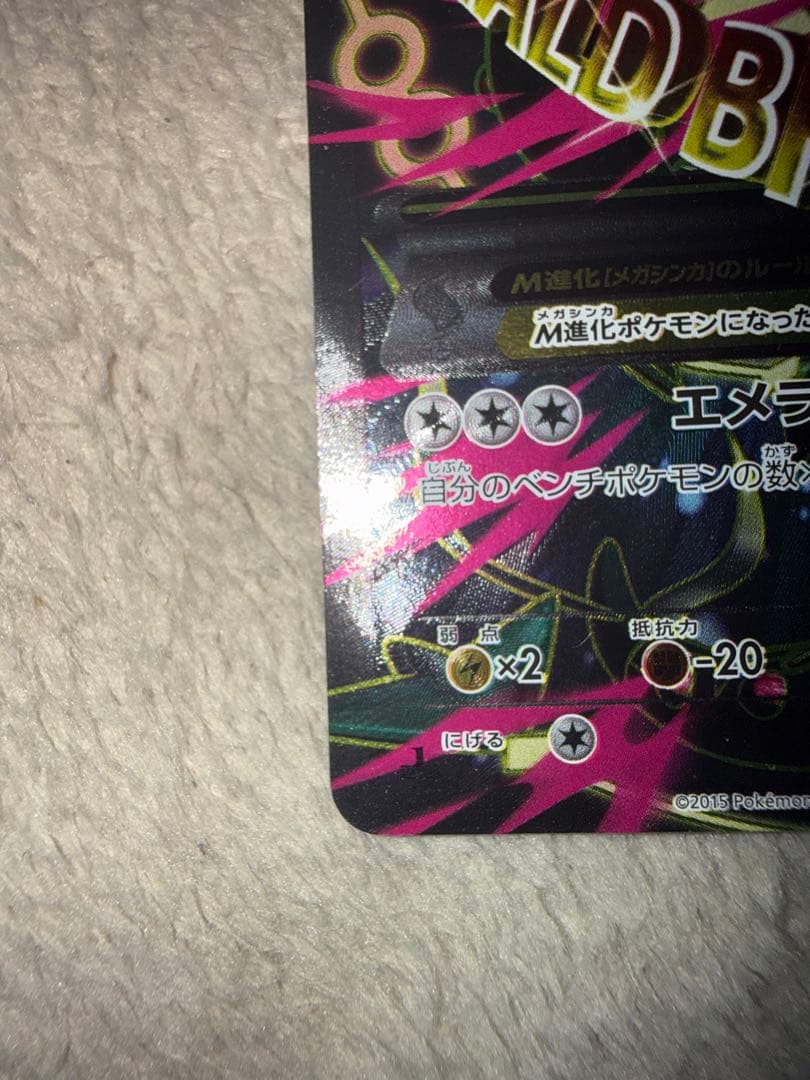 ALD BR
M進化[メガシンカ]のルール
メガシンカ
M進化ポケモンになった
エメラ
じぶん かず
自分のベンチポケモンの数×
弱点 抵抗力
×2 -20
にげる
J
©2015 Pokémon